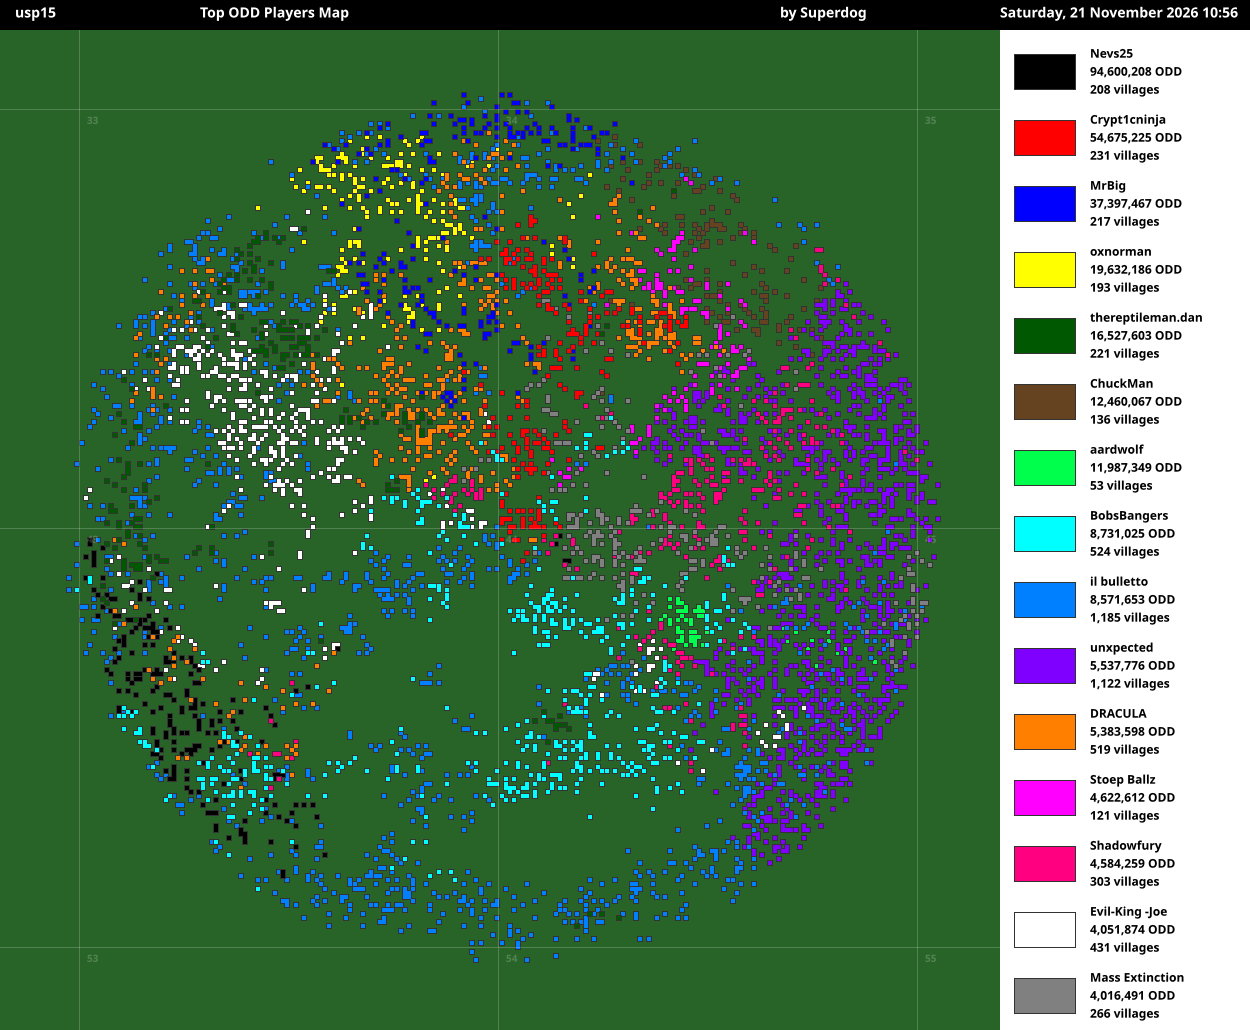 usp15 Top ODD Players Map by Superdog Saturday, 21 November 2026 10:56
Nevs25
94,600,208 ODD
208 villages
Crypt1cninja
54,675,225 ODD
231 villages
MrBig
37,397,467 ODD
217 villages
oxnorman
19,632,186 ODD
193 villages
thereptileman.dan
16,527,603 ODD
221 villages
ChuckMan
12,460,067 ODD
136 villages
aardwolf
11,987,349 ODD
53 villages
BobsBangers
8,731,025 ODD
524 villages
il bulletto
8,571,653 ODD
1,185 villages
unxpected
5,537,776 ODD
1,122 villages
DRACULA
5,383,598 ODD
519 villages
Stoep Ballz
4,622,612 ODD
121 villages
Shadowfury
4,584,259 ODD
303 villages
Evil-King -Joe
4,051,874 ODD
431 villages
Mass Extinction
4,016,491 ODD
266 villages
33 34 35
44 45
53 54 55